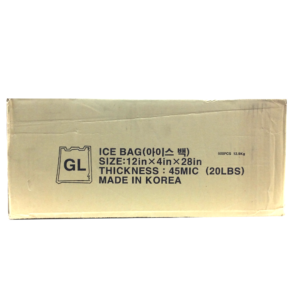 GL
ICE BAG(아이스 백)
SIZE:12in×4in×28in
THICKNESS : 45MIC (20LBS)
MADE IN KOREA